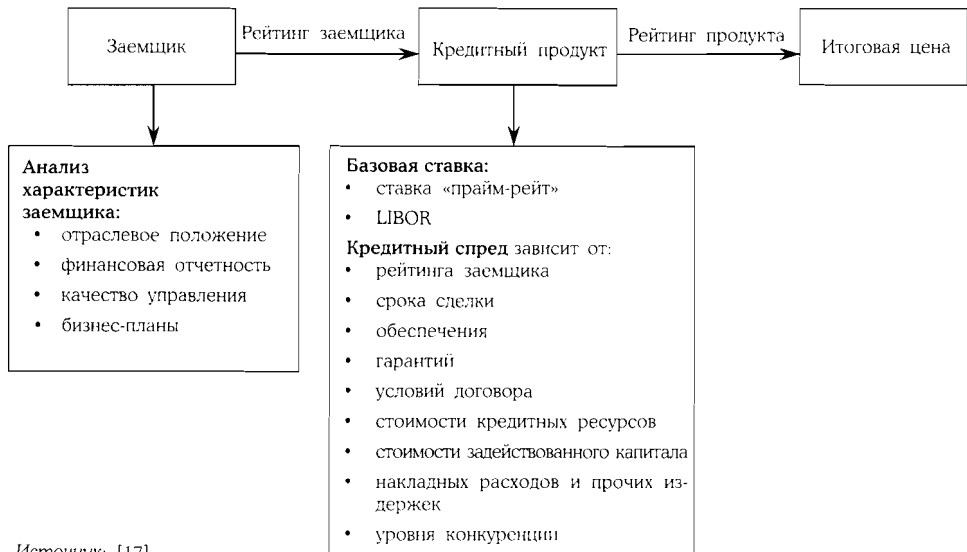 Заемщик
Рейтинг заемщика
Кредитный продукт
Рейтинг продукта
Итоговая цена
Анализ
характеристик
заемщика:
• отраслевое положение
• финансовая отчетность
• качество управления
• бизнес-планы
Базовая ставка:
• ставка «прайм-рейт»
• LIBOR
Кредитный спред зависит от:
• рейтинга заемщика
• срока сделки
• обеспечения
• гарантий
• условий договора
• стоимости кредитных ресурсов
• стоимости задействованного капитала
• накладных расходов и прочих из-
держек
• уровня конкуренции
Источник: [17]